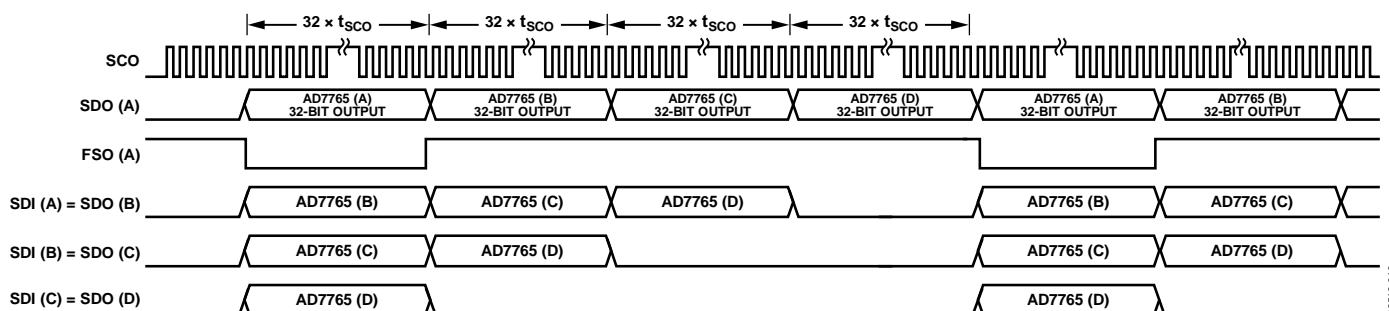 32 × tSCO 32 × tSCO 32 × tSCO 32 × tSCO
SCO
SDO (A)
AD7765 (A)
32-BIT OUTPUT
AD7765 (B)
32-BIT OUTPUT
AD7765 (C)
32-BIT OUTPUT
AD7765 (D)
32-BIT OUTPUT
AD7765 (A)
32-BIT OUTPUT
AD7765 (B)
32-BIT OUTPUT
FSO (A)
SDI (A) = SDO (B) AD7765 (B) AD7765 (C) AD7765 (D) AD7765 (B) AD7765 (C)
SDI (B) = SDO (C) AD7765 (C) AD7765 (D) AD7765 (C) AD7765 (D)
SDI (C) = SDO (D) AD7765 (D) AD7765 (D)